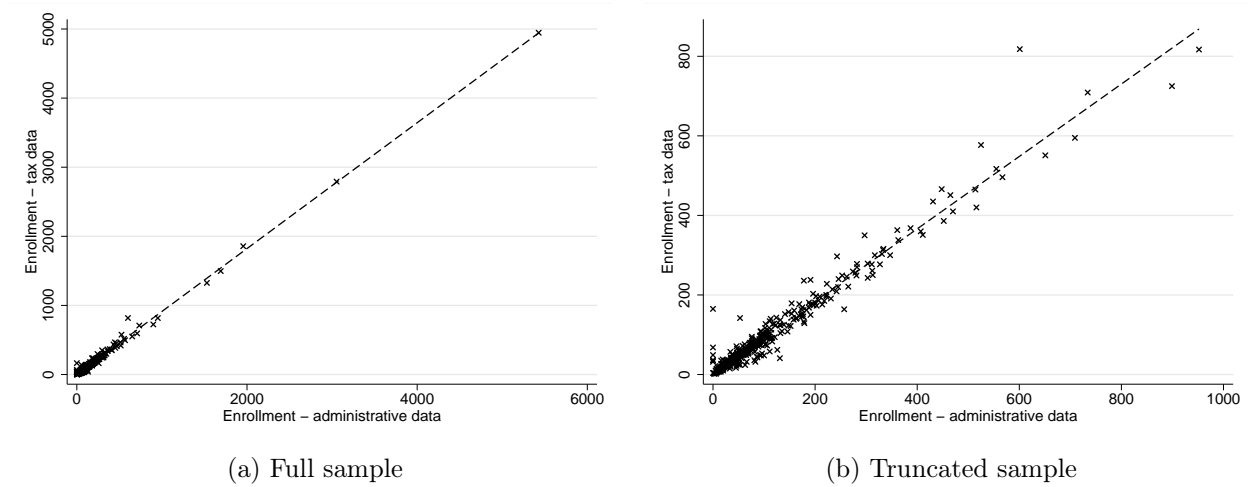 5000
4000
3000
2000
1000
0
Enrollment – tax data
0 2000 4000 6000
Enrollment – administrative data
(a) Full sample
800
600
400
200
0
Enrollment – tax data
0 200 400 600 800 1000
Enrollment – administrative data
(b) Truncated sample